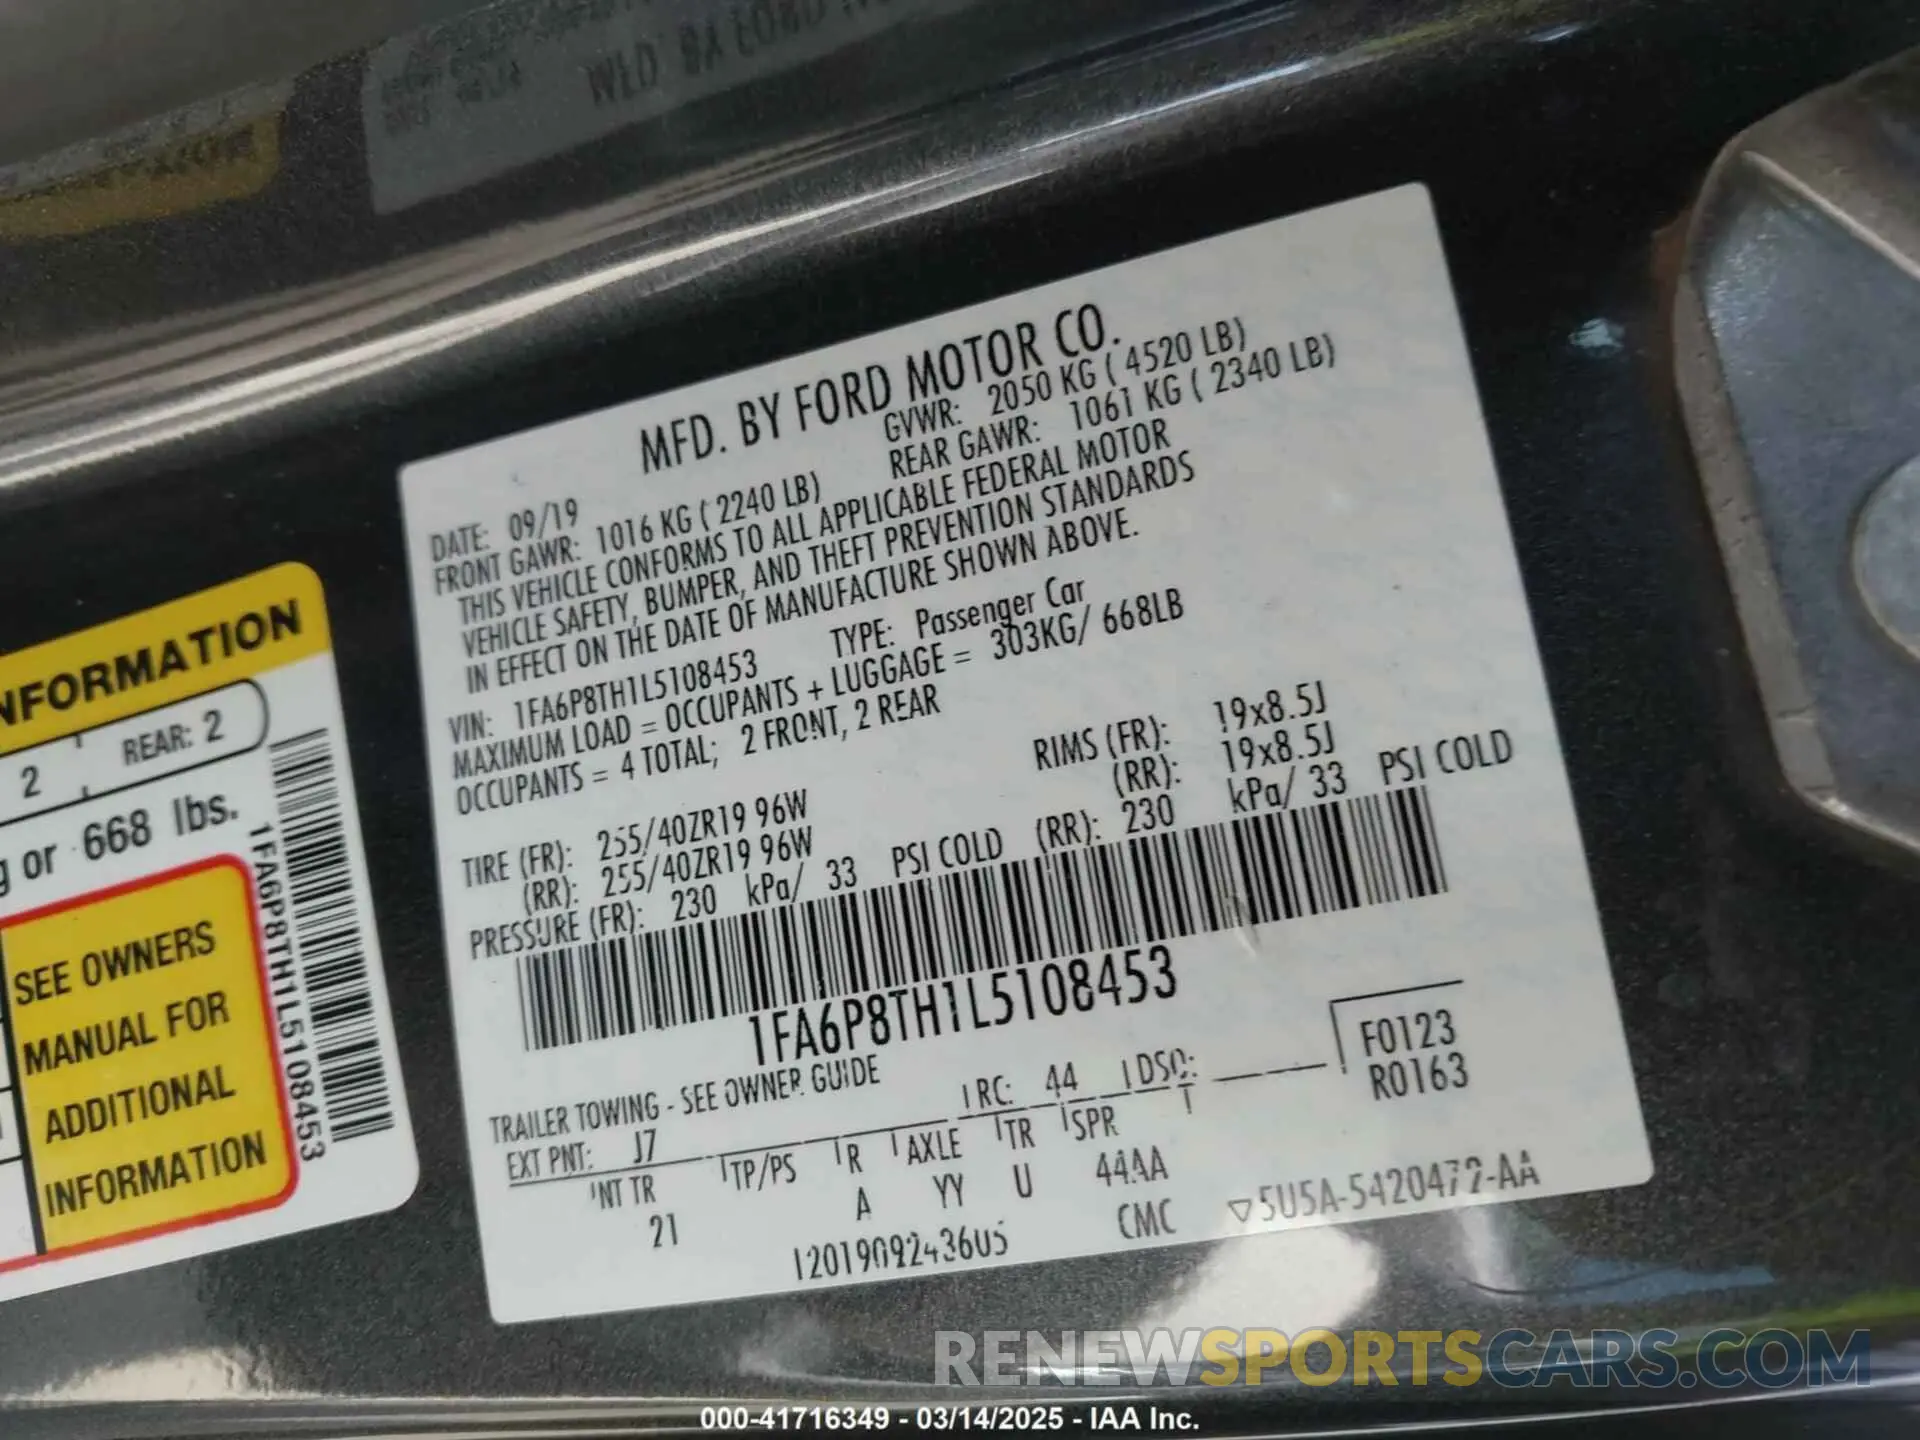 MFD. BY FORD MOTOR CO.
DATE: 09/19 GVWR: 2050 KG ( 4520 LB)
FRONT GAWR: 1016 KG ( 2240 LB) REAR GAWR: 1061 KG ( 2340 LB)
THIS VEHICLE CONFORMS TO ALL APPLICABLE FEDERAL MOTOR
VEHICLE SAFETY, BUMPER, AND THEFT PREVENTION STANDARDS
IN EFFECT ON THE DATE OF MANUFACTURE SHOWN ABOVE.
VIN: 1FA6P8TH1L5108453 TYPE: Passenger Car
MAXIMUM LOAD = OCCUPANTS + LUGGAGE = 303KG/ 668LB
OCCUPANTS = 4 TOTAL; 2 FRONT, 2 REAR
TIRE (FR): 255/40ZR19 96W RIMS (FR): 19x8.5J
(RR): 255/40ZR19 96W (RR): 19x8.5J
PRESSURE (FR): 230 kPa/ 33 PSI COLD (RR): 230 kPa/ 33 PSI COLD
1FA6P8TH1L5108453
TRAILER TOWING - SEE OWNER GUIDE
EXT PNT: J7 RC: 44 DSO:
F0123
R0163
INT TR TP/PS R AXLE TR SPR
21 A YY U 44AA
CMC
5U5A-5420472-AA
INFORMATION
2 REAR: 2
or 668 lbs.
SEE OWNERS
MANUAL FOR
ADDITIONAL
INFORMATION
1FA6P8TH1L5108453
RENEWSPORTSCARS.COM
000-41716349 - 03/14/2025 - IAA Inc.